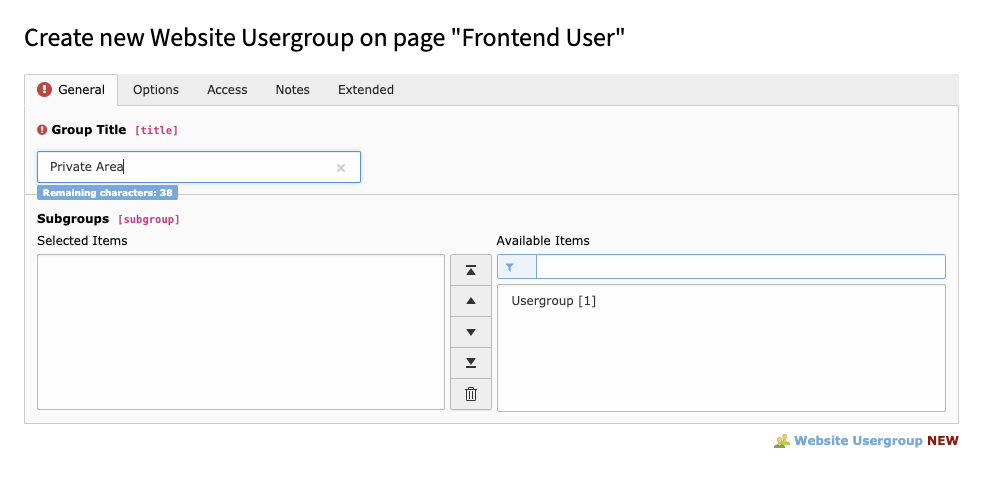 Create new Website Usergroup on page "Frontend User"
General Options Access Notes Extended
Group Title [title]
Private Area
Remaining characters: 38
Subgroups [subgroup]
Selected Items
Available Items
Usergroup [1]
Website Usergroup NEW